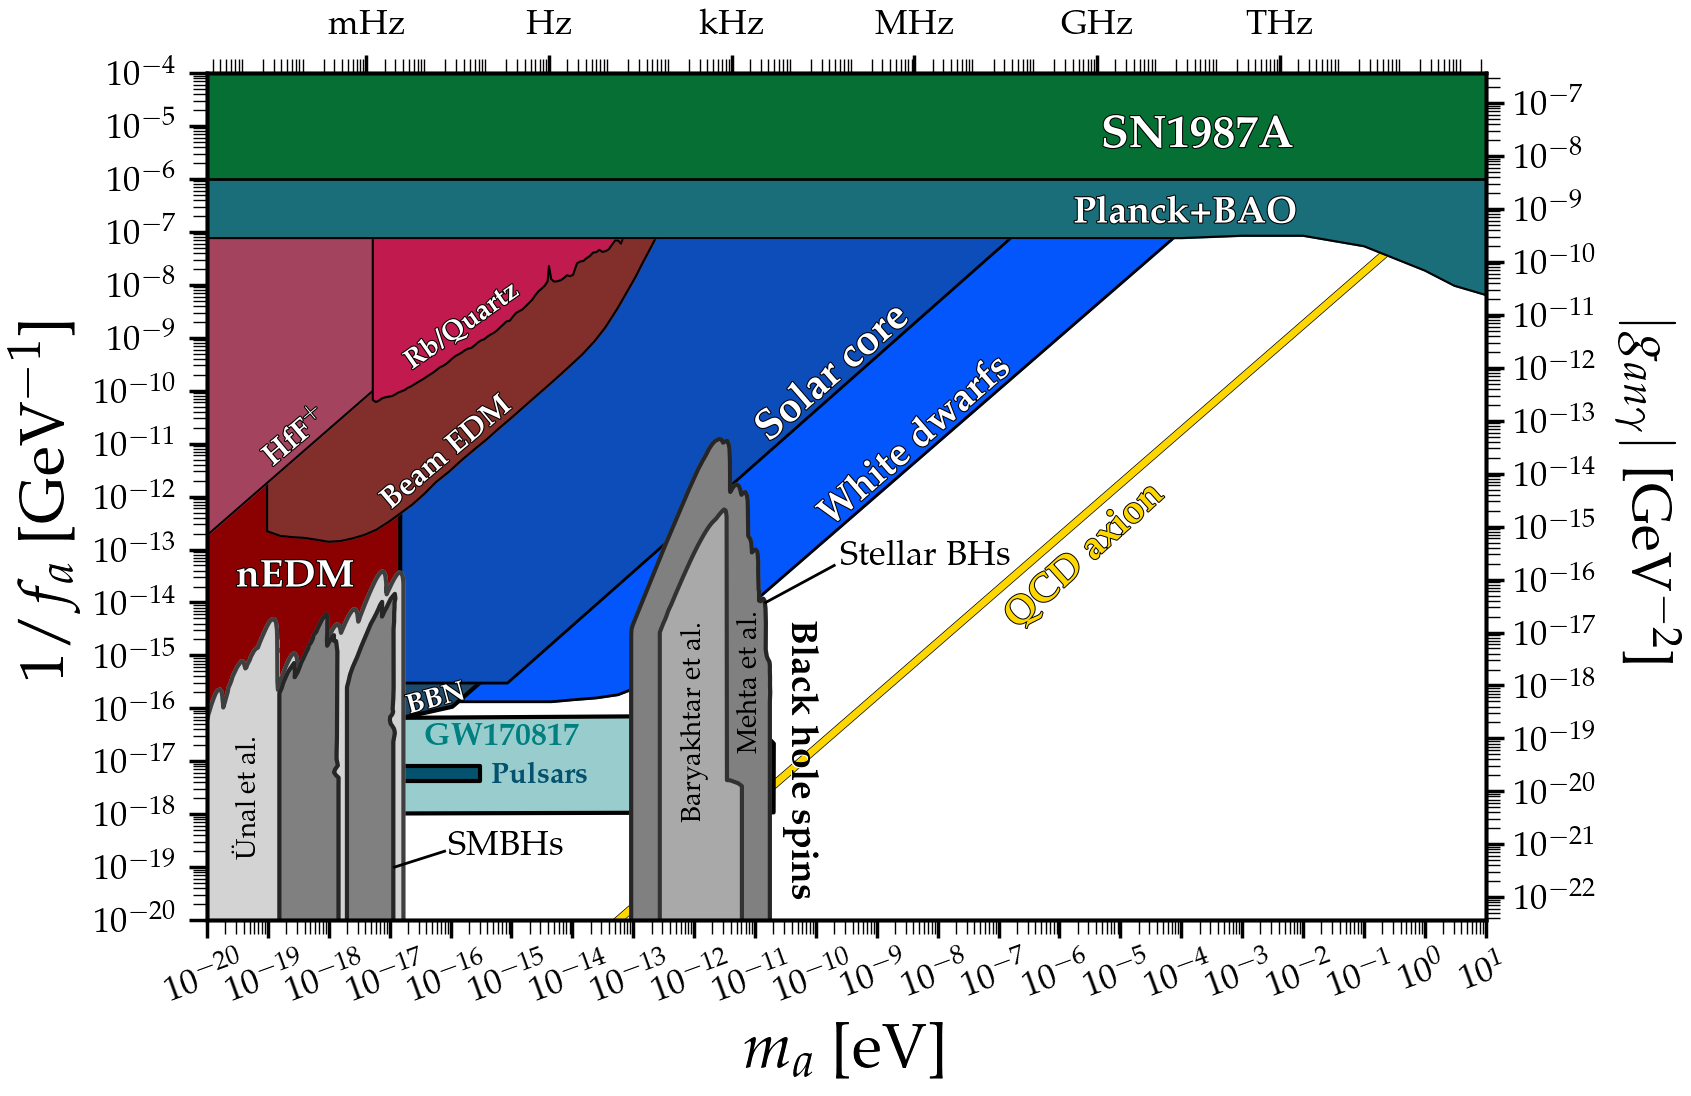 mHz Hz kHz MHz GHz THz
10−4
10−5
10−6
10−7
10−8
10−9
10−10
10−11
10−12
10−13
10−14
10−15
10−16
10−17
10−18
10−19
10−20
1/fa [GeV−1]
SN1987A
Planck+BAO
Rb/Quartz
HfF+
Beam EDM
Solar core
White dwarfs
QCD axion
nEDM
Stellar BHs
BBN
GW170817
Pulsars
SMBHs
Ünal et al.
Baryakhtar et al.
Mehta et al.
Black hole spins
10−7
10−8
10−9
10−10
10−11
10−12
10−13
10−14
10−15
10−16
10−17
10−18
10−19
10−20
10−21
10−22
|ganγ| [GeV−2]
10−20 10−19 10−18 10−17 10−16 10−15 10−14 10−13 10−12 10−11 10−10 10−9 10−8 10−7 10−6 10−5 10−4 10−3 10−2 10−1 100 101
ma [eV]